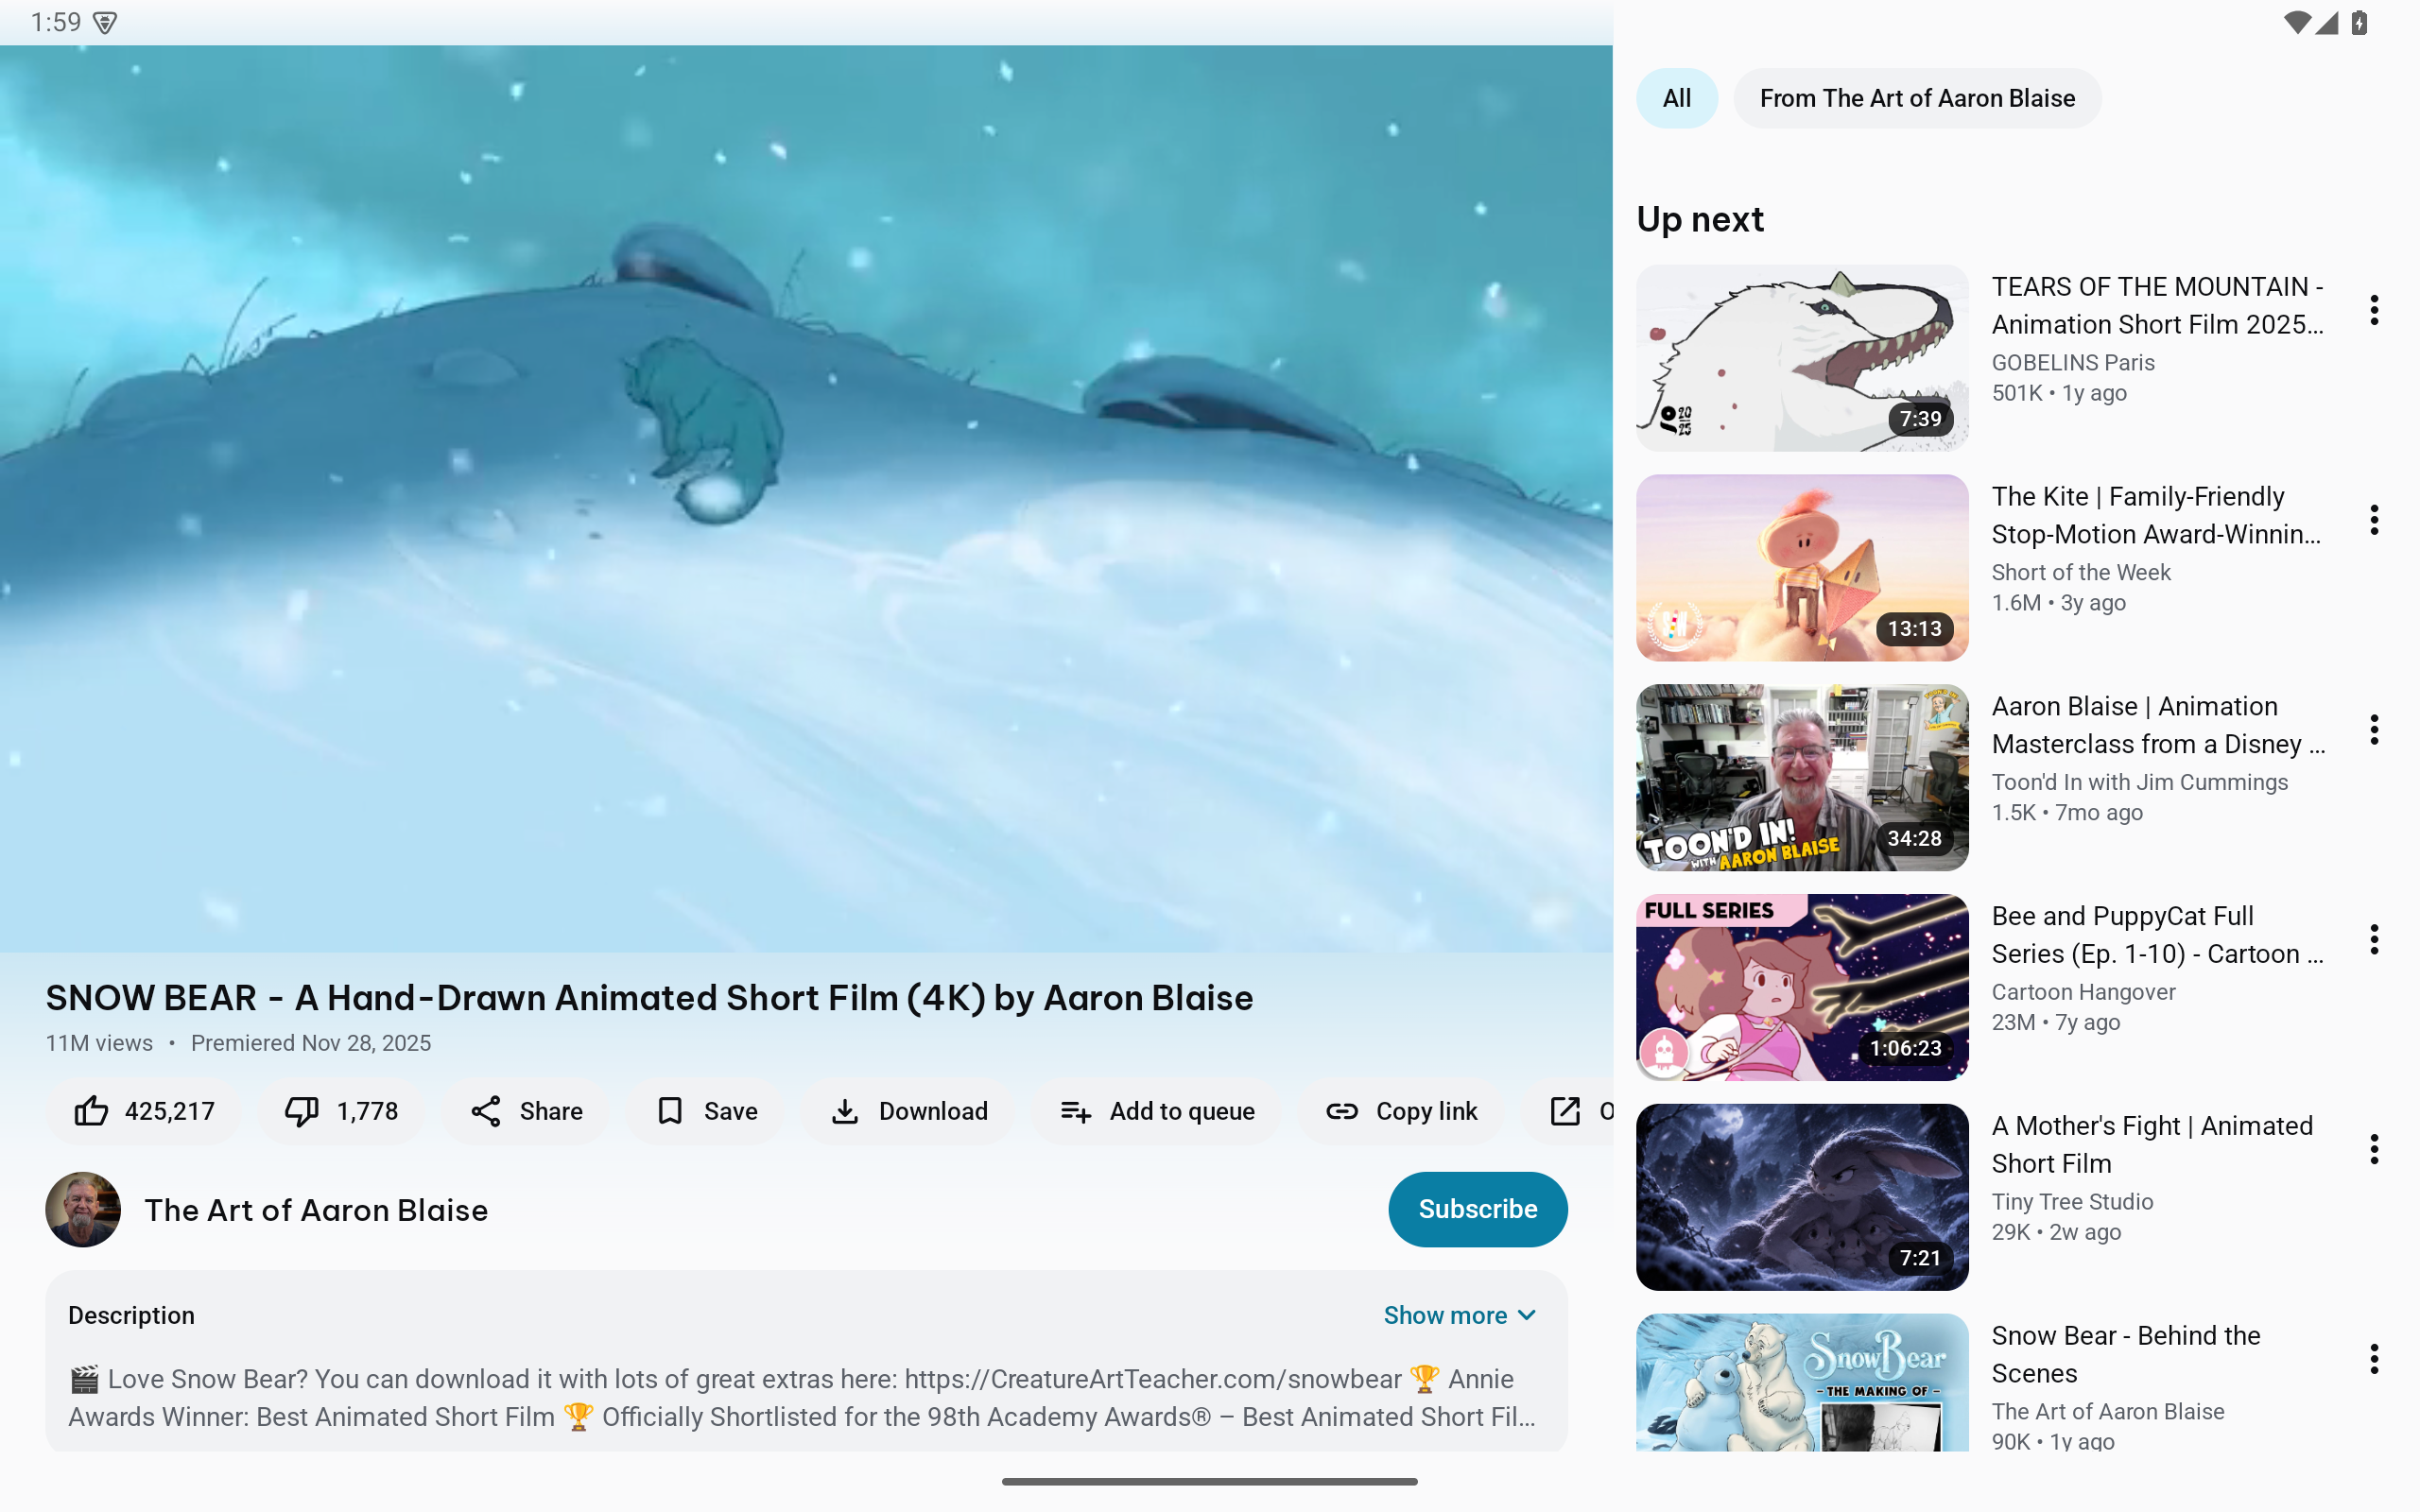 1:59
SNOW BEAR - A Hand-Drawn Animated Short Film (4K) by Aaron Blaise
11M views • Premiered Nov 28, 2025
425,217
1,778
Share
Save
Download
Add to queue
Copy link
The Art of Aaron Blaise
Subscribe
Description
Show more
🎬 Love Snow Bear? You can download it with lots of great extras here: https://CreatureArtTeacher.com/snowbear 🏆 Annie
Awards Winner: Best Animated Short Film 🏆 Officially Shortlisted for the 98th Academy Awards® – Best Animated Short Fil...
All
From The Art of Aaron Blaise
Up next
20
25
7:39
TEARS OF THE MOUNTAIN -
Animation Short Film 2025...
GOBELINS Paris
501K • 1y ago
13:13
The Kite | Family-Friendly
Stop-Motion Award-Winnin...
Short of the Week
1.6M • 3y ago
TOON'D IN!
WITH AARON BLAISE
34:28
Aaron Blaise | Animation
Masterclass from a Disney ...
Toon'd In with Jim Cummings
1.5K • 7mo ago
FULL SERIES
1:06:23
Bee and PuppyCat Full
Series (Ep. 1-10) - Cartoon ...
Cartoon Hangover
23M • 7y ago
7:21
A Mother's Fight | Animated
Short Film
Tiny Tree Studio
29K • 2w ago
Snow Bear
- THE MAKING OF -
Snow Bear - Behind the
Scenes
The Art of Aaron Blaise
90K • 1y ago